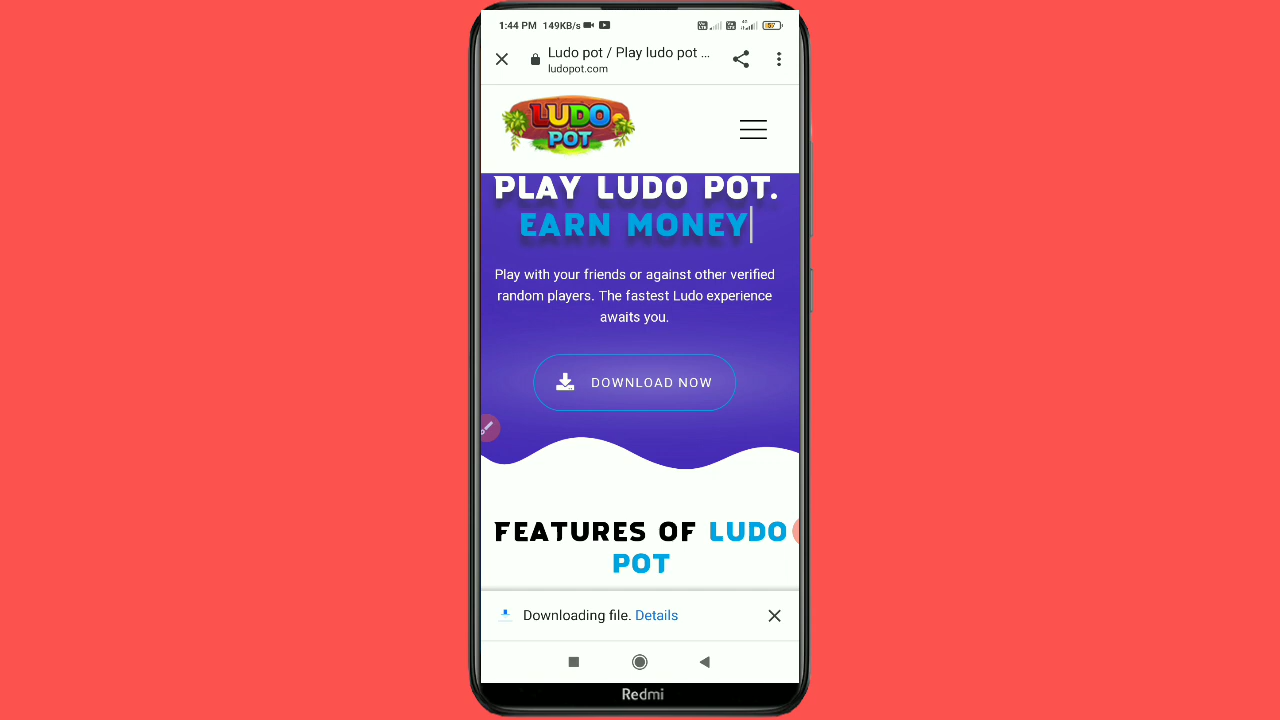 1:44 PM 149KB/s
57
Ludo pot / Play ludo pot ...
ludopot.com
LUDO
POT
PLAY LUDO POT.
EARN MONEY
Play with your friends or against other verified
random players. The fastest Ludo experience
awaits you.
DOWNLOAD NOW
FEATURES OF LUDO
POT
Downloading file. Details
Redmi